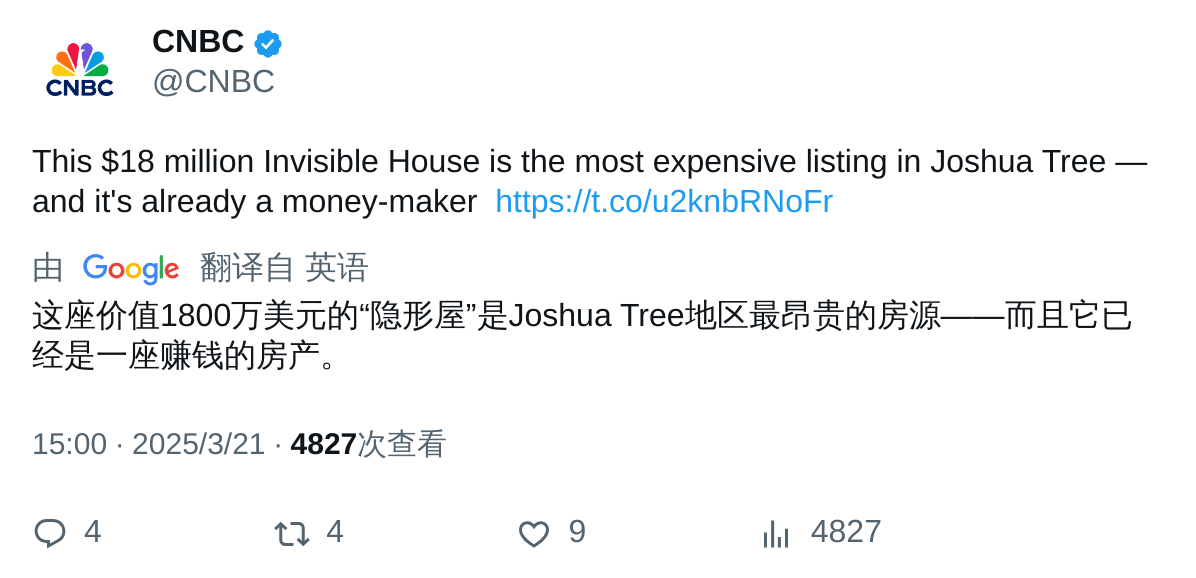 CNBC
@CNBC
CNBC
This $18 million Invisible House is the most expensive listing in Joshua Tree —
and it's already a money-maker https://t.co/u2knbRNoFr
由 Google 翻译自 英语
这座价值1800万美元的“隐形屋”是Joshua Tree地区最昂贵的房源——而且它已
经是一座赚钱的房产。
15:00 · 2025/3/21 · 4827次查看
4 4 9 4827